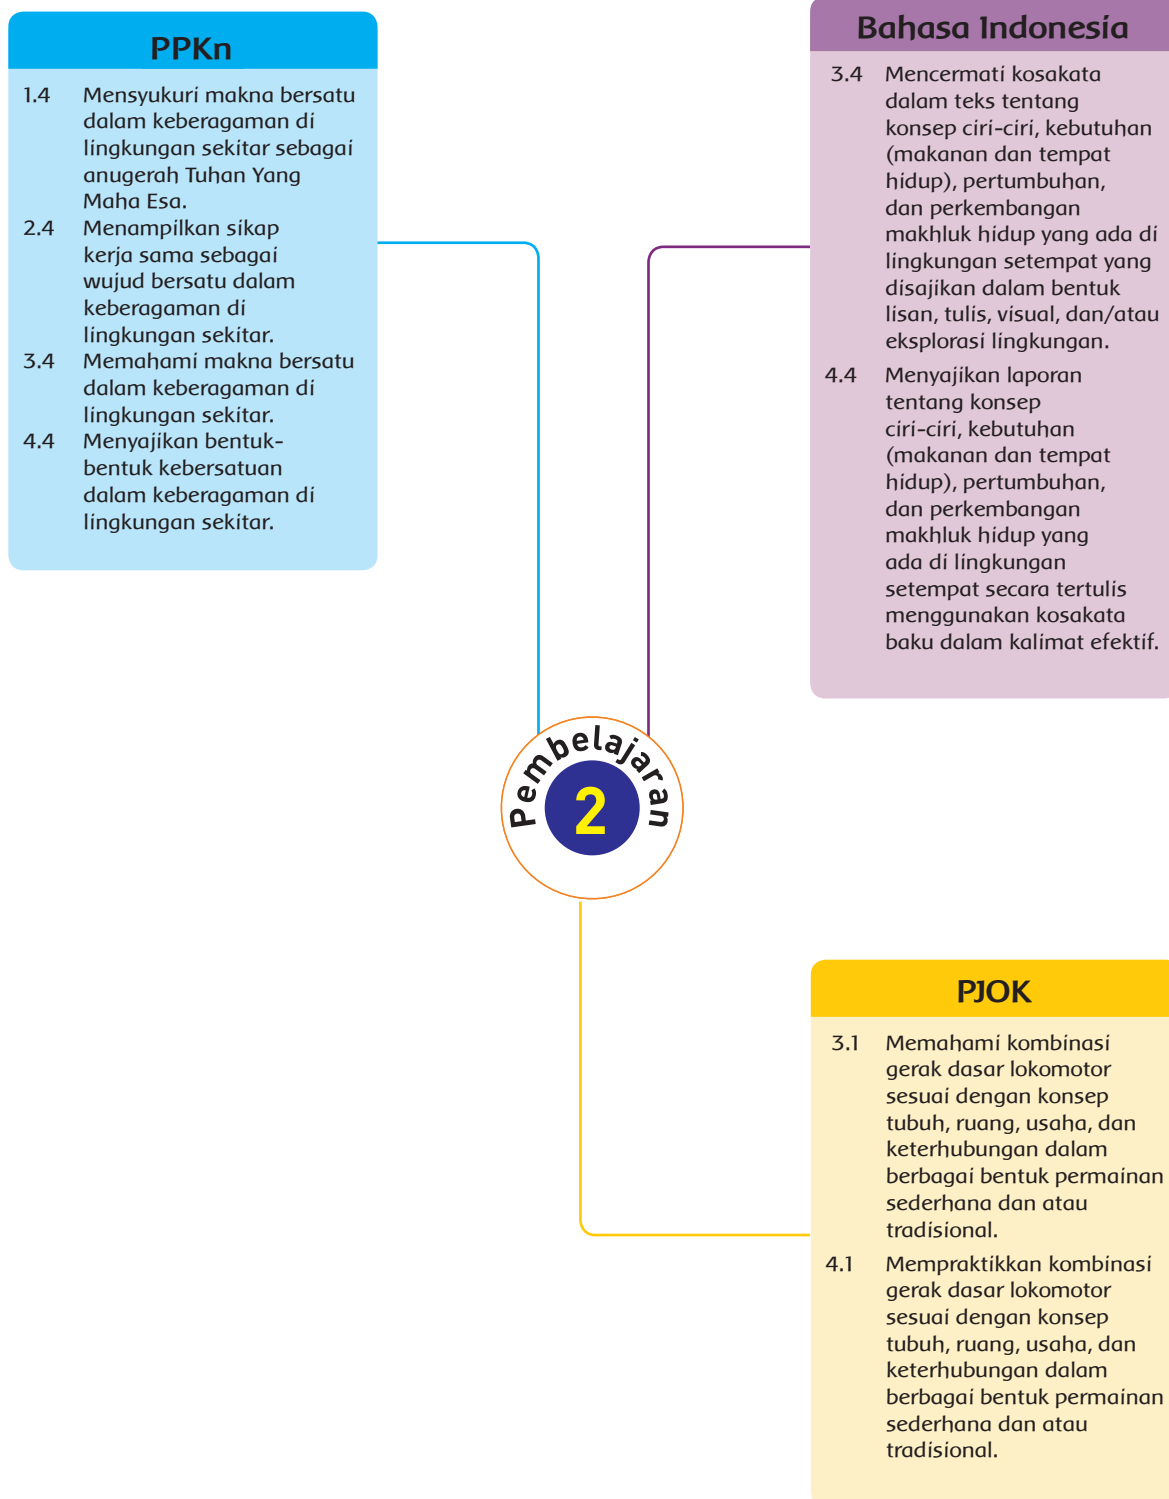 PPKn
1.4 Mensyukuri makna bersatu
dalam keberagaman di
lingkungan sekitar sebagai
anugerah Tuhan Yang
Maha Esa.
2.4 Menampilkan sikap
kerja sama sebagai
wujud bersatu dalam
keberagaman di
lingkungan sekitar.
3.4 Memahami makna bersatu
dalam keberagaman di
lingkungan sekitar.
4.4 Menyajikan bentuk-
bentuk kebersatuan
dalam keberagaman di
lingkungan sekitar.
Bahasa Indonesia
3.4 Mencermati kosakata
dalam teks tentang
konsep ciri-ciri, kebutuhan
(makanan dan tempat
hidup), pertumbuhan,
dan perkembangan
makhluk hidup yang ada di
lingkungan setempat yang
disajikan dalam bentuk
lisan, tulis, visual, dan/atau
eksplorasi lingkungan.
4.4 Menyajikan laporan
tentang konsep
ciri-ciri, kebutuhan
(makanan dan tempat
hidup), pertumbuhan,
dan perkembangan
makhluk hidup yang
ada di lingkungan
setempat secara tertulis
menggunakan kosakata
baku dalam kalimat efektif.
Pembelajaran
2
PJOK
3.1 Memahami kombinasi
gerak dasar lokomotor
sesuai dengan konsep
tubuh, ruang, usaha, dan
keterhubungan dalam
berbagai bentuk permainan
sederhana dan atau
tradisional.
4.1 Mempraktikkan kombinasi
gerak dasar lokomotor
sesuai dengan konsep
tubuh, ruang, usaha, dan
keterhubungan dalam
berbagai bentuk permainan
sederhana dan atau
tradisional.